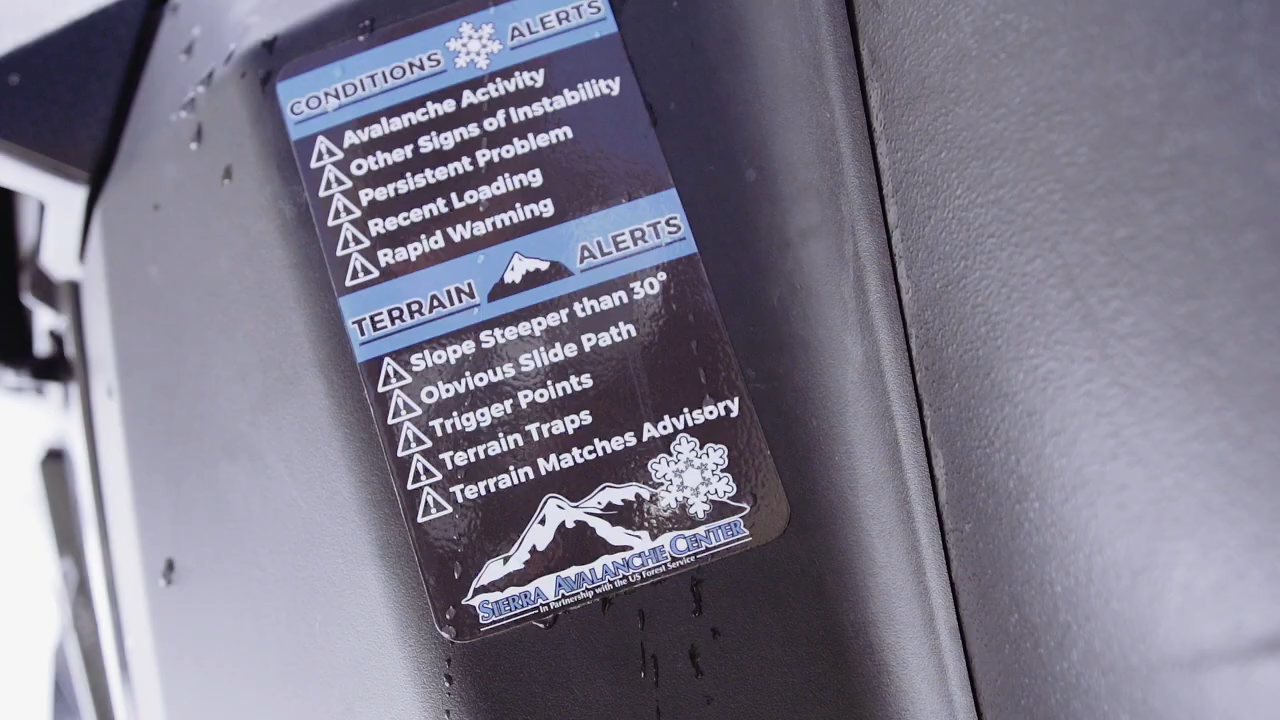 CONDITIONS ALERTS
Avalanche Activity
Other Signs of Instability
Persistent Problem
Recent Loading
Rapid Warming
TERRAIN ALERTS
Slope Steeper than 30°
Obvious Slide Path
Trigger Points
Terrain Traps
Terrain Matches Advisory
SIERRA AVALANCHE CENTER
In Partnership with the US Forest Service